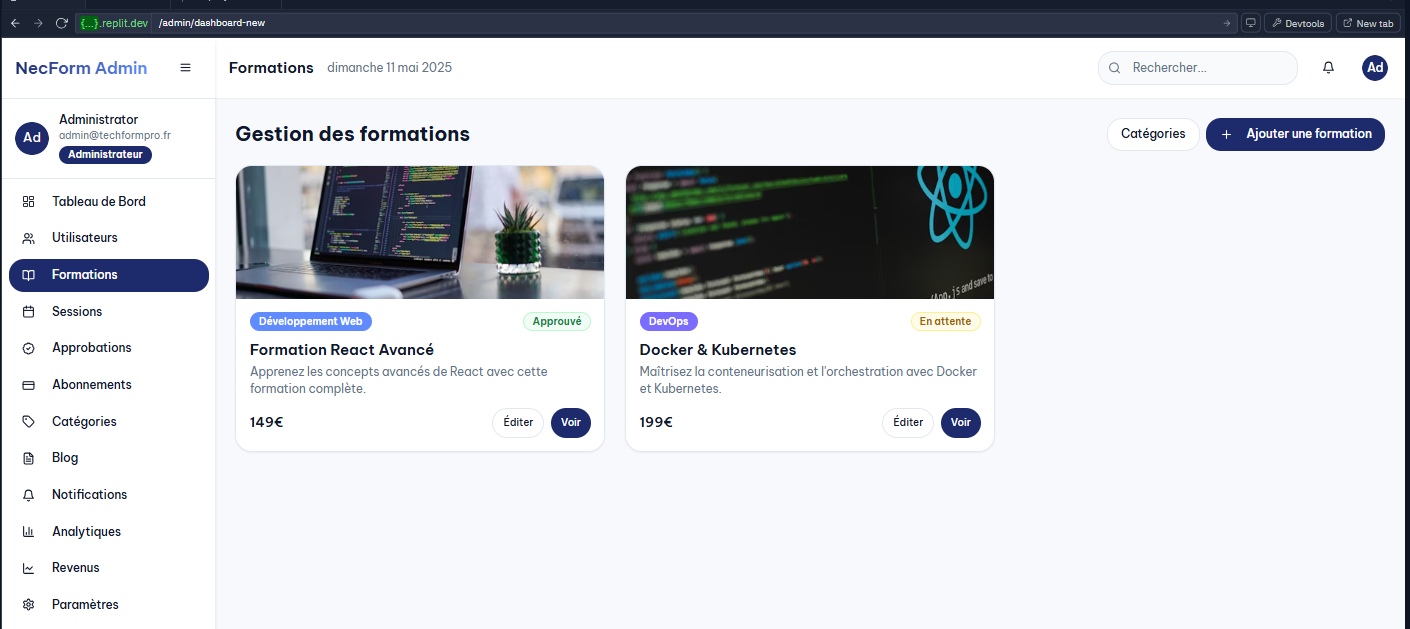 {...}.replit.dev /admin/dashboard-new
Devtools
New tab
NecForm Admin
Formations dimanche 11 mai 2025
Rechercher...
Ad
Ad
Administrator
admin@techformpro.fr
Administrateur
Tableau de Bord
Utilisateurs
Formations
Sessions
Approbations
Abonnements
Catégories
Blog
Notifications
Analytiques
Revenus
Paramètres
Gestion des formations
Catégories
+ Ajouter une formation
Développement Web
Approuvé
Formation React Avancé
Apprenez les concepts avancés de React avec cette
formation complète.
149€
Éditer
Voir
DevOps
En attente
Docker & Kubernetes
Maîtrisez la conteneurisation et l'orchestration avec Docker
et Kubernetes.
199€
Éditer
Voir